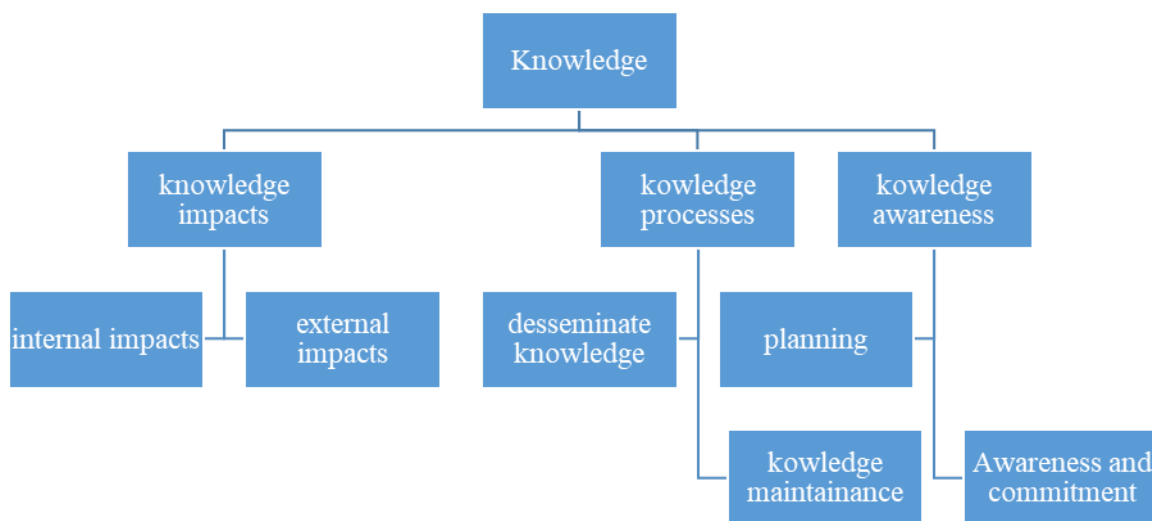 Knowledge
knowledge
impacts
kowledge
processes
kowledge
awareness
internal impacts
external
impacts
desseminate
knowledge
planning
kowledge
maintainance
Awareness and
commitment